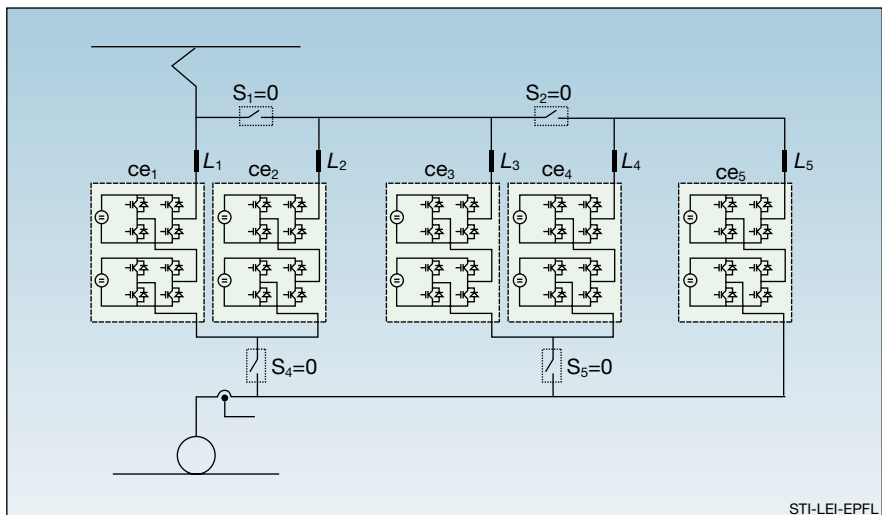 S1=0 S2=0
L1 L2 L3 L4 L5
ce1 ce2 ce3 ce4 ce5
S4=0 S5=0
STI-LEI-EPFL